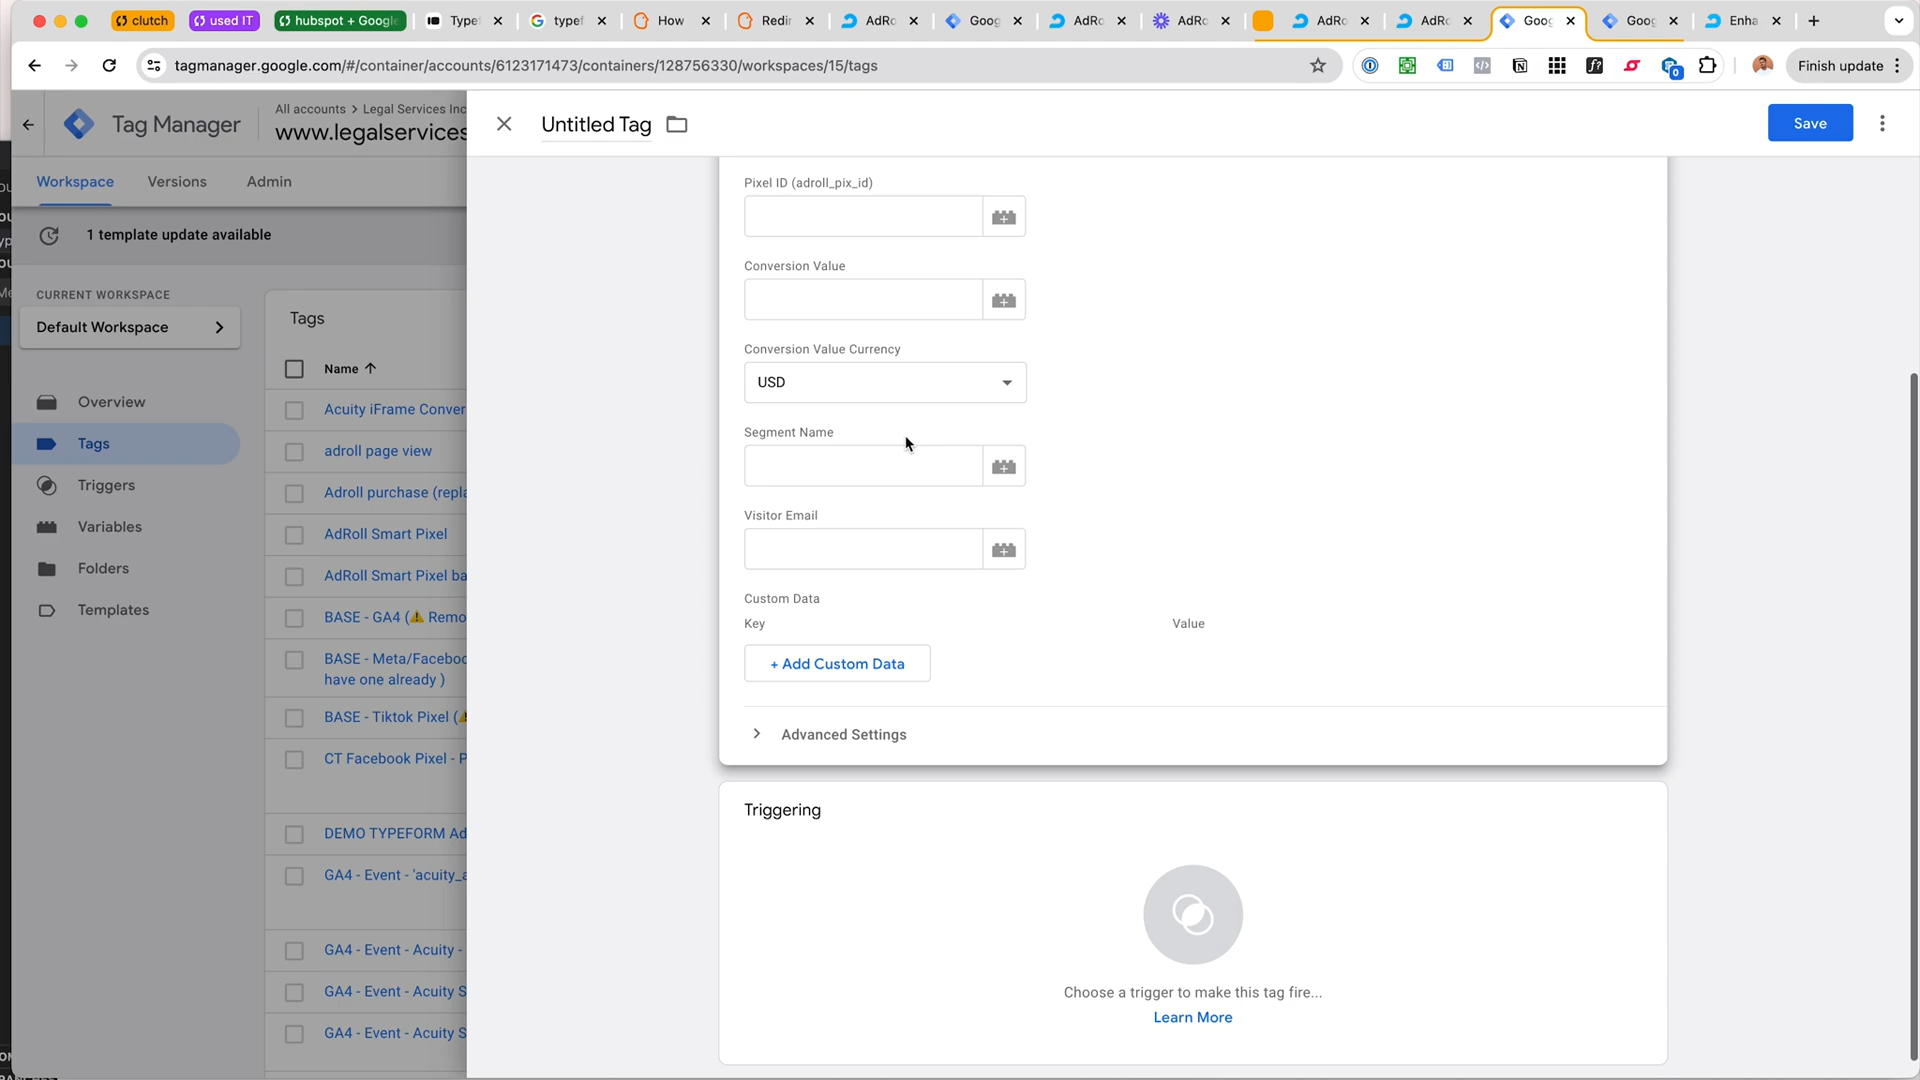 clutch
used IT
hubspot + Google
Type
typef
How
Redir
AdRo
Goog
AdRo
AdRo
AdRo
AdRo
Goog
Goog
Enha
tagmanager.google.com/#/container/accounts/6123171473/containers/128756330/workspaces/15/tags
0
Finish update
Tag Manager
All accounts > Legal Services Inc
www.legalservices
Untitled Tag
Save
Workspace
Versions
Admin
1 template update available
CURRENT WORKSPACE
Default Workspace
Overview
Tags
Triggers
Variables
Folders
Templates
Tags
Name
Acuity iFrame Conver
adroll page view
Adroll purchase (repla
AdRoll Smart Pixel
AdRoll Smart Pixel ba
BASE - GA4 (⚠️ Remo
BASE - Meta/Faceboo
have one already )
BASE - Tiktok Pixel (⚠️
CT Facebook Pixel - P
DEMO TYPEFORM Ad
GA4 - Event - 'acuity_a
GA4 - Event - Acuity -
GA4 - Event - Acuity S
GA4 - Event - Acuity S
Pixel ID (adroll_pix_id)
Conversion Value
Conversion Value Currency
USD
Segment Name
Visitor Email
Custom Data
Key
Value
+ Add Custom Data
Advanced Settings
Triggering
Choose a trigger to make this tag fire...
Learn More